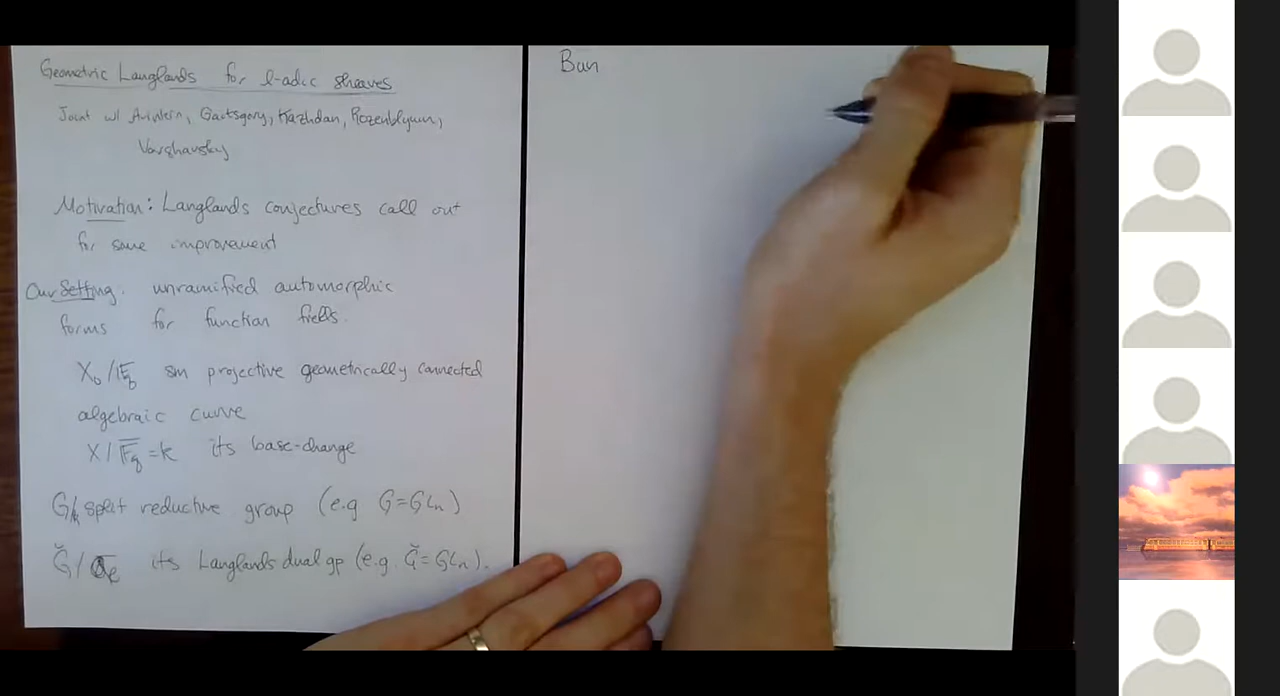 Geometric Langlands for l-adic sheaves
Joint w/ Arinkin, Gaitsgory, Kazhdan, Rozenblyum,
Varshavsky
Motivation: Langlands conjectures call out
for some improvement
Our Setting: unramified automorphic
forms for function fields.
X₀/𝔽q sm projective geometrically connected
algebraic curve
X/𝔽̄q=k its base-change
G/k split reductive group (e.g G=GLn)
Ǧ/ℚ̄ℓ its Langlands dual gp (e.g. Ǧ=GLn).
Bun